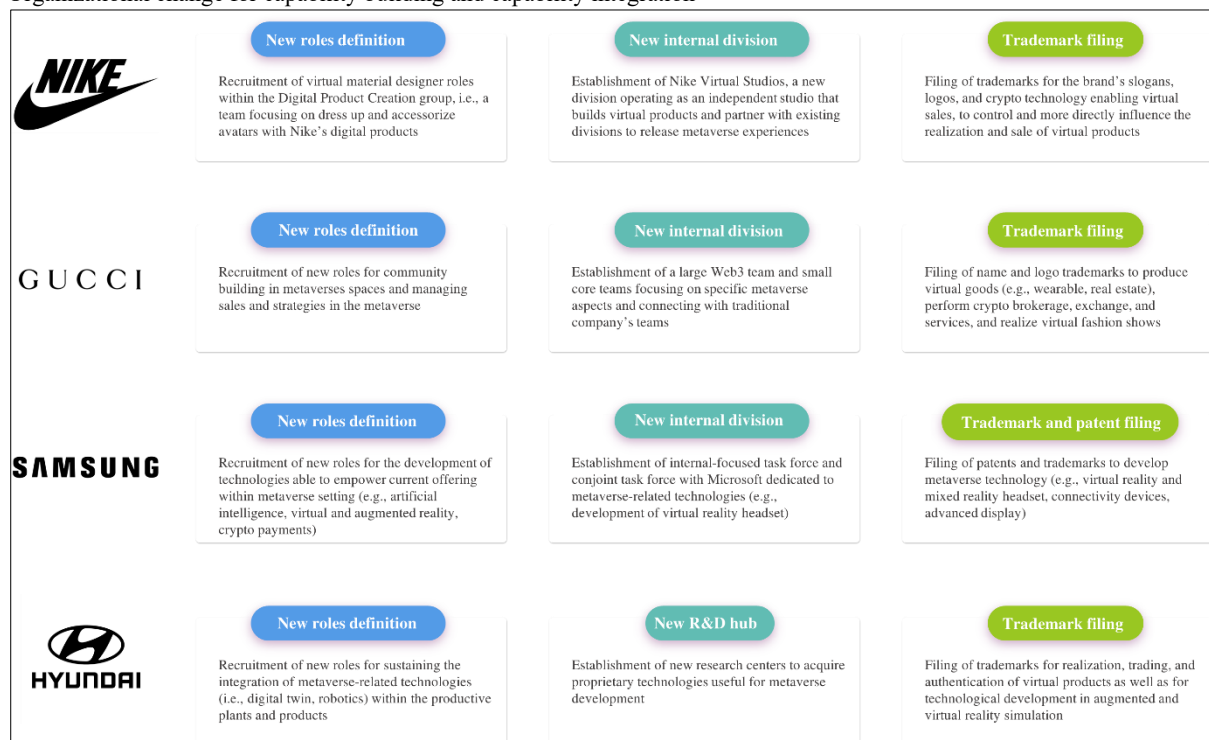 organizational change for capability building and capability integration
NIKE
New roles definition
Recruitment of virtual material designer roles
within the Digital Product Creation group, i.e., a
team focusing on dress up and accessorize
avatars with Nike's digital products
New internal division
Establishment of Nike Virtual Studios, a new
division operating as an independent studio that
builds virtual products and partner with existing
divisions to release metaverse experiences
Trademark filing
Filing of trademarks for the brand's slogans,
logos, and crypto technology enabling virtual
sales, to control and more directly influence the
realization and sale of virtual products
GUCCI
New roles definition
Recruitment of new roles for community
building in metaverses spaces and managing
sales and strategies in the metaverse
New internal division
Establishment of a large Web3 team and small
core teams focusing on specific metaverse
aspects and connecting with traditional
company's teams
Trademark filing
Filing of name and logo trademarks to produce
virtual goods (e.g., wearable, real estate),
perform crypto brokerage, exchange, and
services, and realize virtual fashion shows
SAMSUNG
New roles definition
Recruitment of new roles for the development of
technologies able to empower current offering
within metaverse setting (e.g., artificial
intelligence, virtual and augmented reality,
crypto payments)
New internal division
Establishment of internal-focused task force and
conjoint task force with Microsoft dedicated to
metaverse-related technologies (e.g.,
development of virtual reality headset)
Trademark and patent filing
Filing of patents and trademarks to develop
metaverse technology (e.g., virtual reality and
mixed reality headset, connectivity devices,
advanced display)
HYUNDAI
New roles definition
Recruitment of new roles for sustaining the
integration of metaverse-related technologies
(i.e., digital twin, robotics) within the productive
plants and products
New R&D hub
Establishment of new research centers to acquire
proprietary technologies useful for metaverse
development
Trademark filing
Filing of trademarks for realization, trading, and
authentication of virtual products as well as for
technological development in augmented and
virtual reality simulation